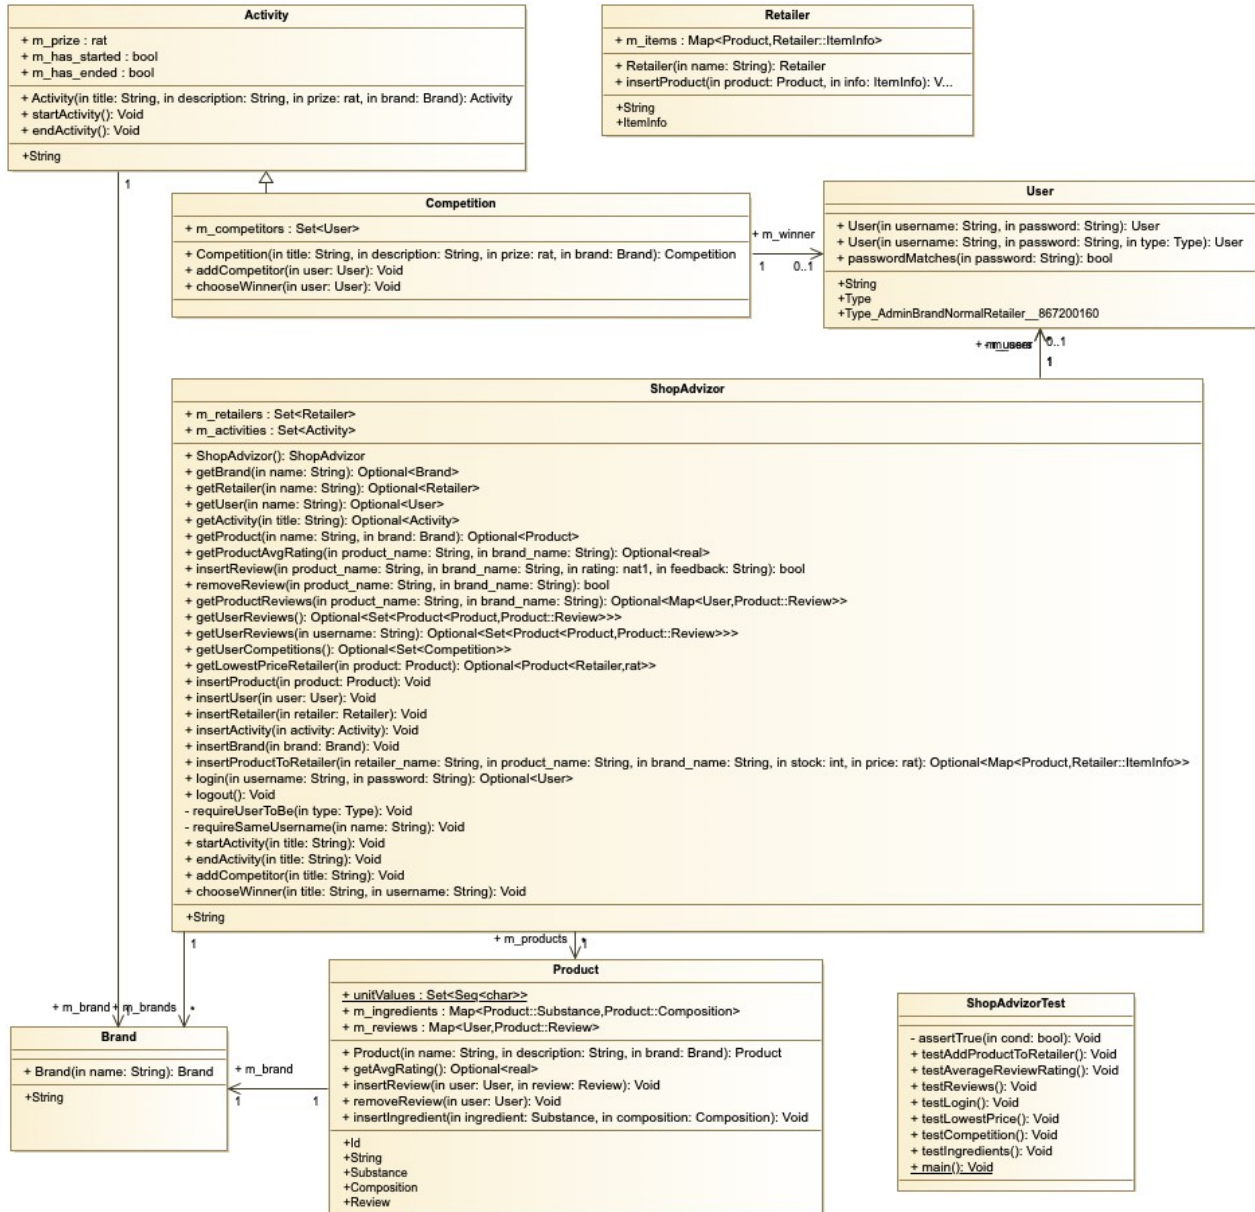 Activity
+ m_prize : rat
+ m_has_started : bool
+ m_has_ended : bool
+ Activity(in title: String, in description: String, in prize: rat, in brand: Brand): Activity
+ startActivity(): Void
+ endActivity(): Void
+String
1
Retailer
+ m_items : Map<Product,Retailer::ItemInfo>
+ Retailer(in name: String): Retailer
+ insertProduct(in product: Product, in info: ItemInfo): V...
+String
+ItemInfo
Competition
+ m_competitors : Set<User>
+ Competition(in title: String, in description: String, in prize: rat, in brand: Brand): Competition
+ addCompetitor(in user: User): Void
+ chooseWinner(in user: User): Void
+ m_winner
1 0..1
User
+ User(in username: String, in password: String): User
+ User(in username: String, in password: String, in type: Type): User
+ passwordMatches(in password: String): bool
+String
+Type
+Type_AdminBrandNormalRetailer__867200160
0..1
1
ShopAdvizor
+ m_retailers : Set<Retailer>
+ m_activities : Set<Activity>
+ ShopAdvizor(): ShopAdvizor
+ getBrand(in name: String): Optional<Brand>
+ getRetailer(in name: String): Optional<Retailer>
+ getUser(in name: String): Optional<User>
+ getActivity(in title: String): Optional<Activity>
+ getProduct(in name: String, in brand: Brand): Optional<Product>
+ getProductAvgRating(in product_name: String, in brand_name: String): Optional<real>
+ insertReview(in product_name: String, in brand_name: String, in rating: nat1, in feedback: String): bool
+ removeReview(in product_name: String, in brand_name: String): bool
+ getProductReviews(in product_name: String, in brand_name: String): Optional<Map<User,Product::Review>>
+ getUserReviews(): Optional<Set<Product<Product,Product::Review>>>
+ getUserReviews(in username: String): Optional<Set<Product<Product,Product::Review>>>
+ getUserCompetitions(): Optional<Set<Competition>>
+ getLowestPriceRetailer(in product: Product): Optional<Product<Retailer,rat>>
+ insertProduct(in product: Product): Void
+ insertUser(in user: User): Void
+ insertRetailer(in retailer: Retailer): Void
+ insertActivity(in activity: Activity): Void
+ insertBrand(in brand: Brand): Void
+ insertProductToRetailer(in retailer_name: String, in product_name: String, in brand_name: String, in stock: int, in price: rat): Optional<Map<Product,Retailer::ItemInfo>>
+ login(in username: String, in password: String): Optional<User>
+ logout(): Void
- requireUserToBe(in type: Type): Void
- requireSameUsername(in name: String): Void
+ startActivity(in title: String): Void
+ endActivity(in title: String): Void
+ addCompetitor(in title: String): Void
+ chooseWinner(in title: String, in username: String): Void
+String
1
+ m_products * 1
+ m_brand + m_brands *
Brand
+ Brand(in name: String): Brand
+String
+ m_brand
1 1
Product
+ unitValues : Set<Seq<char>>
+ m_ingredients : Map<Product::Substance,Product::Composition>
+ m_reviews : Map<User,Product::Review>
+ Product(in name: String, in description: String, in brand: Brand): Product
+ getAvgRating(): Optional<real>
+ insertReview(in user: User, in review: Review): Void
+ removeReview(in user: User): Void
+ insertIngredient(in ingredient: Substance, in composition: Composition): Void
+Id
+String
+Substance
+Composition
+Review
ShopAdvizorTest
- assertTrue(in cond: bool): Void
+ testAddProductToRetailer(): Void
+ testAverageReviewRating(): Void
+ testReviews(): Void
+ testLogin(): Void
+ testLowestPrice(): Void
+ testCompetition(): Void
+ testIngredients(): Void
+ main(): Void